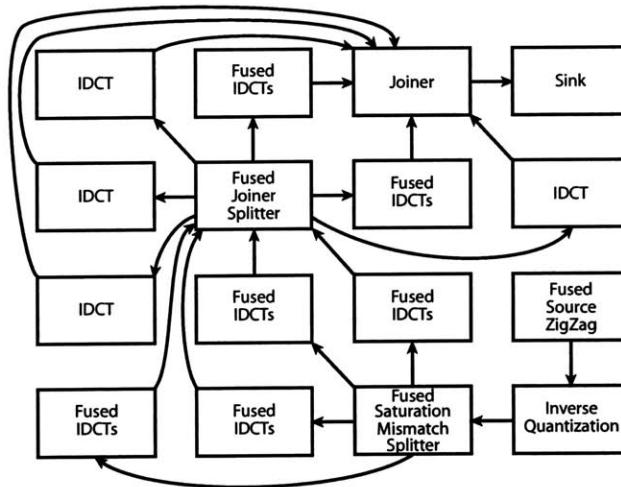 IDCT
Fused
IDCTs
Joiner
Sink
IDCT
Fused
Joiner
Splitter
Fused
IDCTs
IDCT
IDCT
Fused
IDCTs
Fused
IDCTs
Fused
Source
ZigZag
Fused
IDCTs
Fused
IDCTs
Fused
Saturation
Mismatch
Splitter
Inverse
Quantization